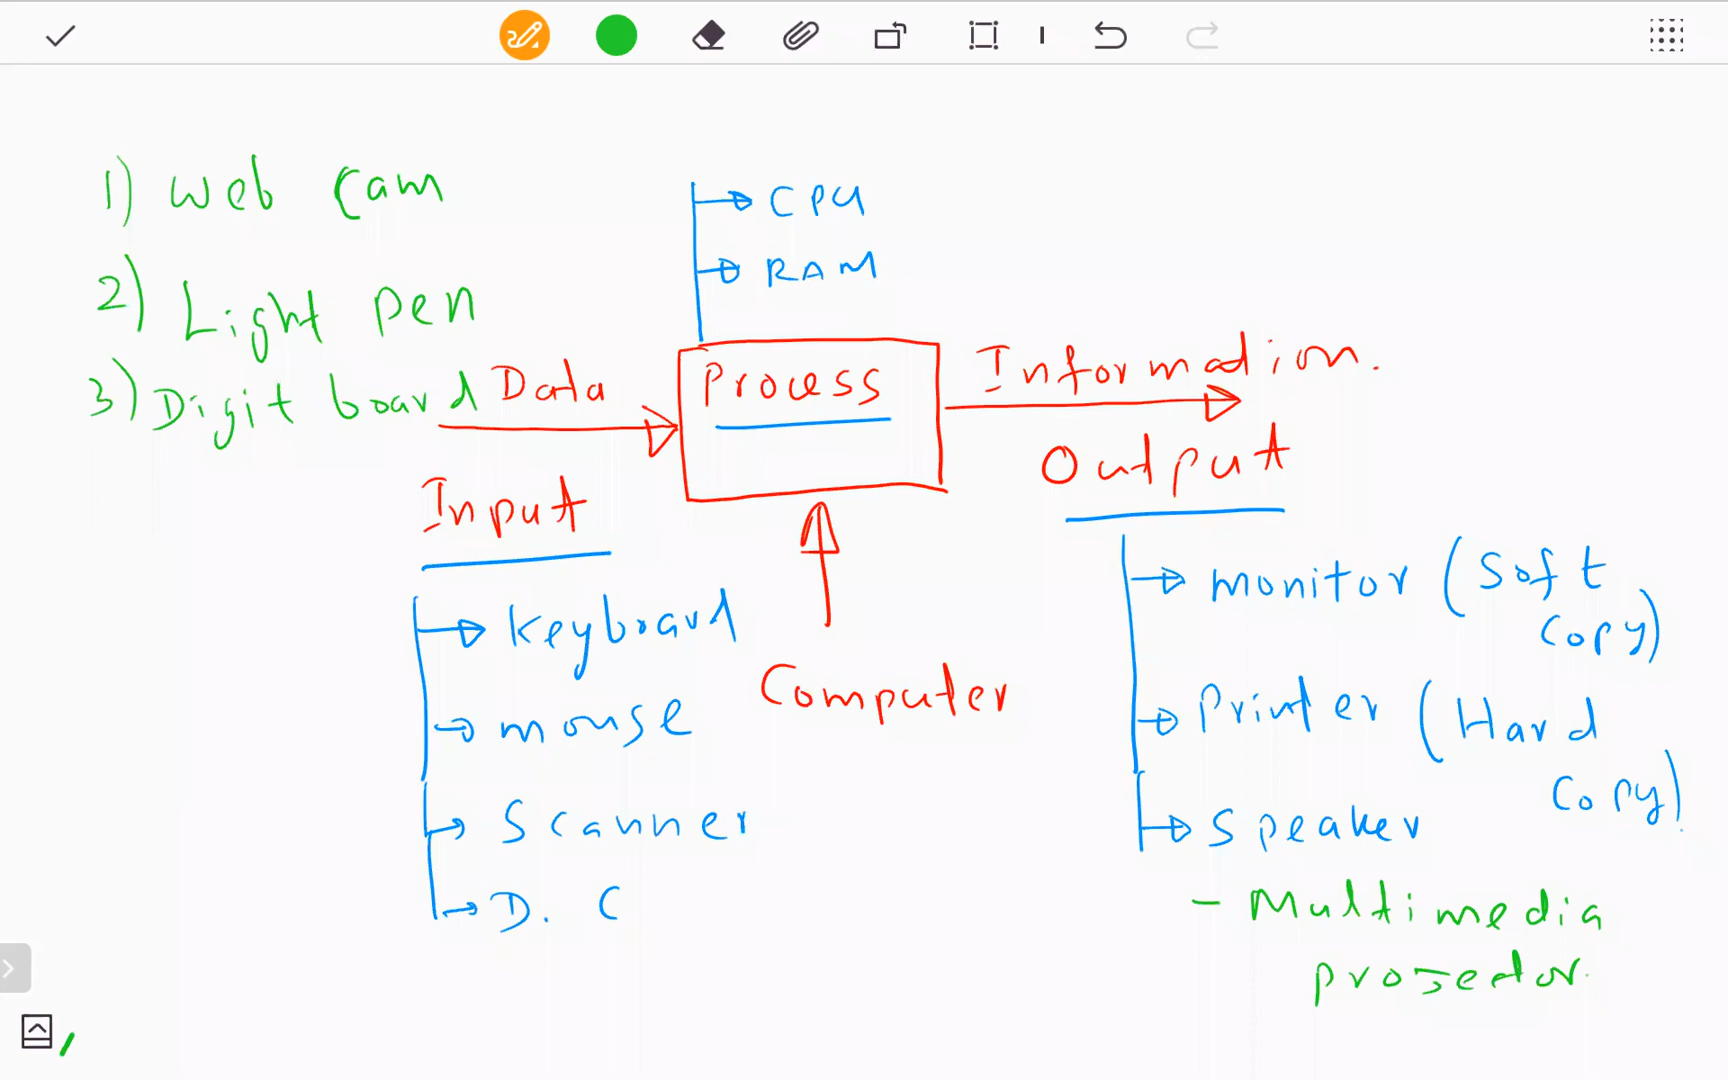 1) Web Cam
2) Light Pen
3) Digit board
CPU
RAM
Data
Process
Information.
Input
Output
Keyboard
mouse
Scanner
D. C
Computer
monitor (Soft
Copy)
Printer (Hard
Copy)
Speaker
- Multimedia
projector.